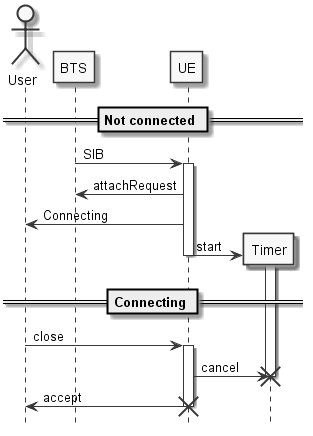 User
BTS
UE
Not connected
SIB
attachRequest
Connecting
start
Timer
Connecting
close
cancel
accept